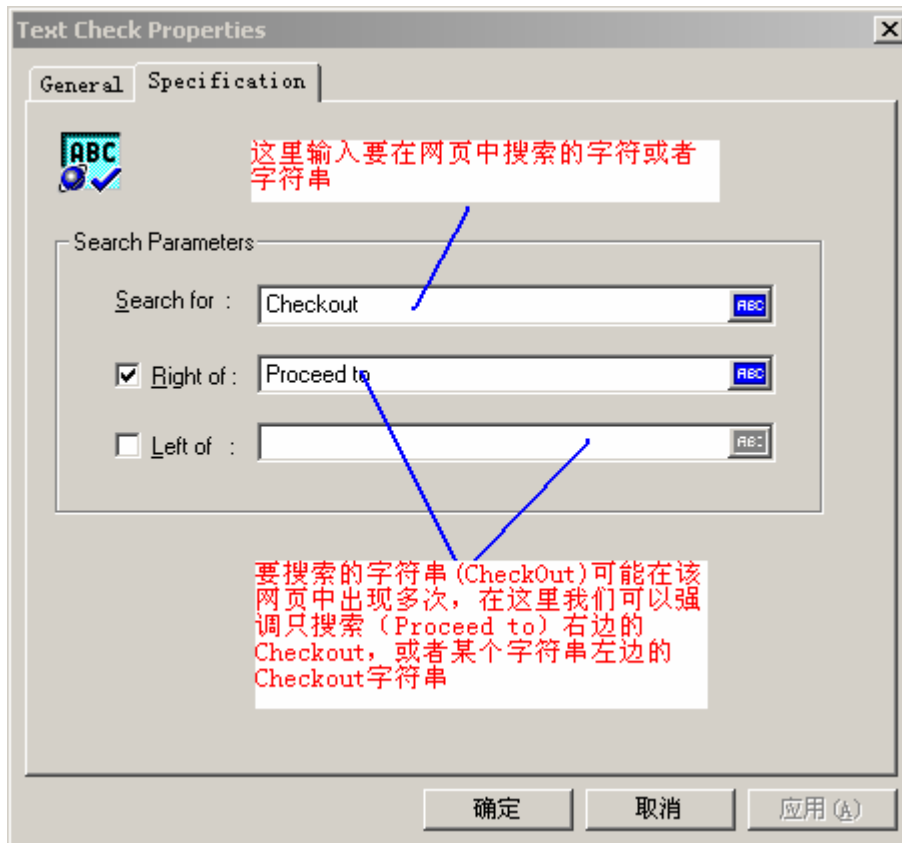 Text Check Properties
General
Specification
ABC
这里输入要在网页中搜索的字符或者
字符串
Search Parameters
Search for :
Checkout
ABC
Right of :
Proceed to
ABC
Left of :
ABC
要搜索的字符串(CheckOut)可能在该
网页中出现多次，在这里我们可以强
调只搜索（Proceed to）右边的
Checkout，或者某个字符串左边的
Checkout字符串
确定
取消
应用(A)